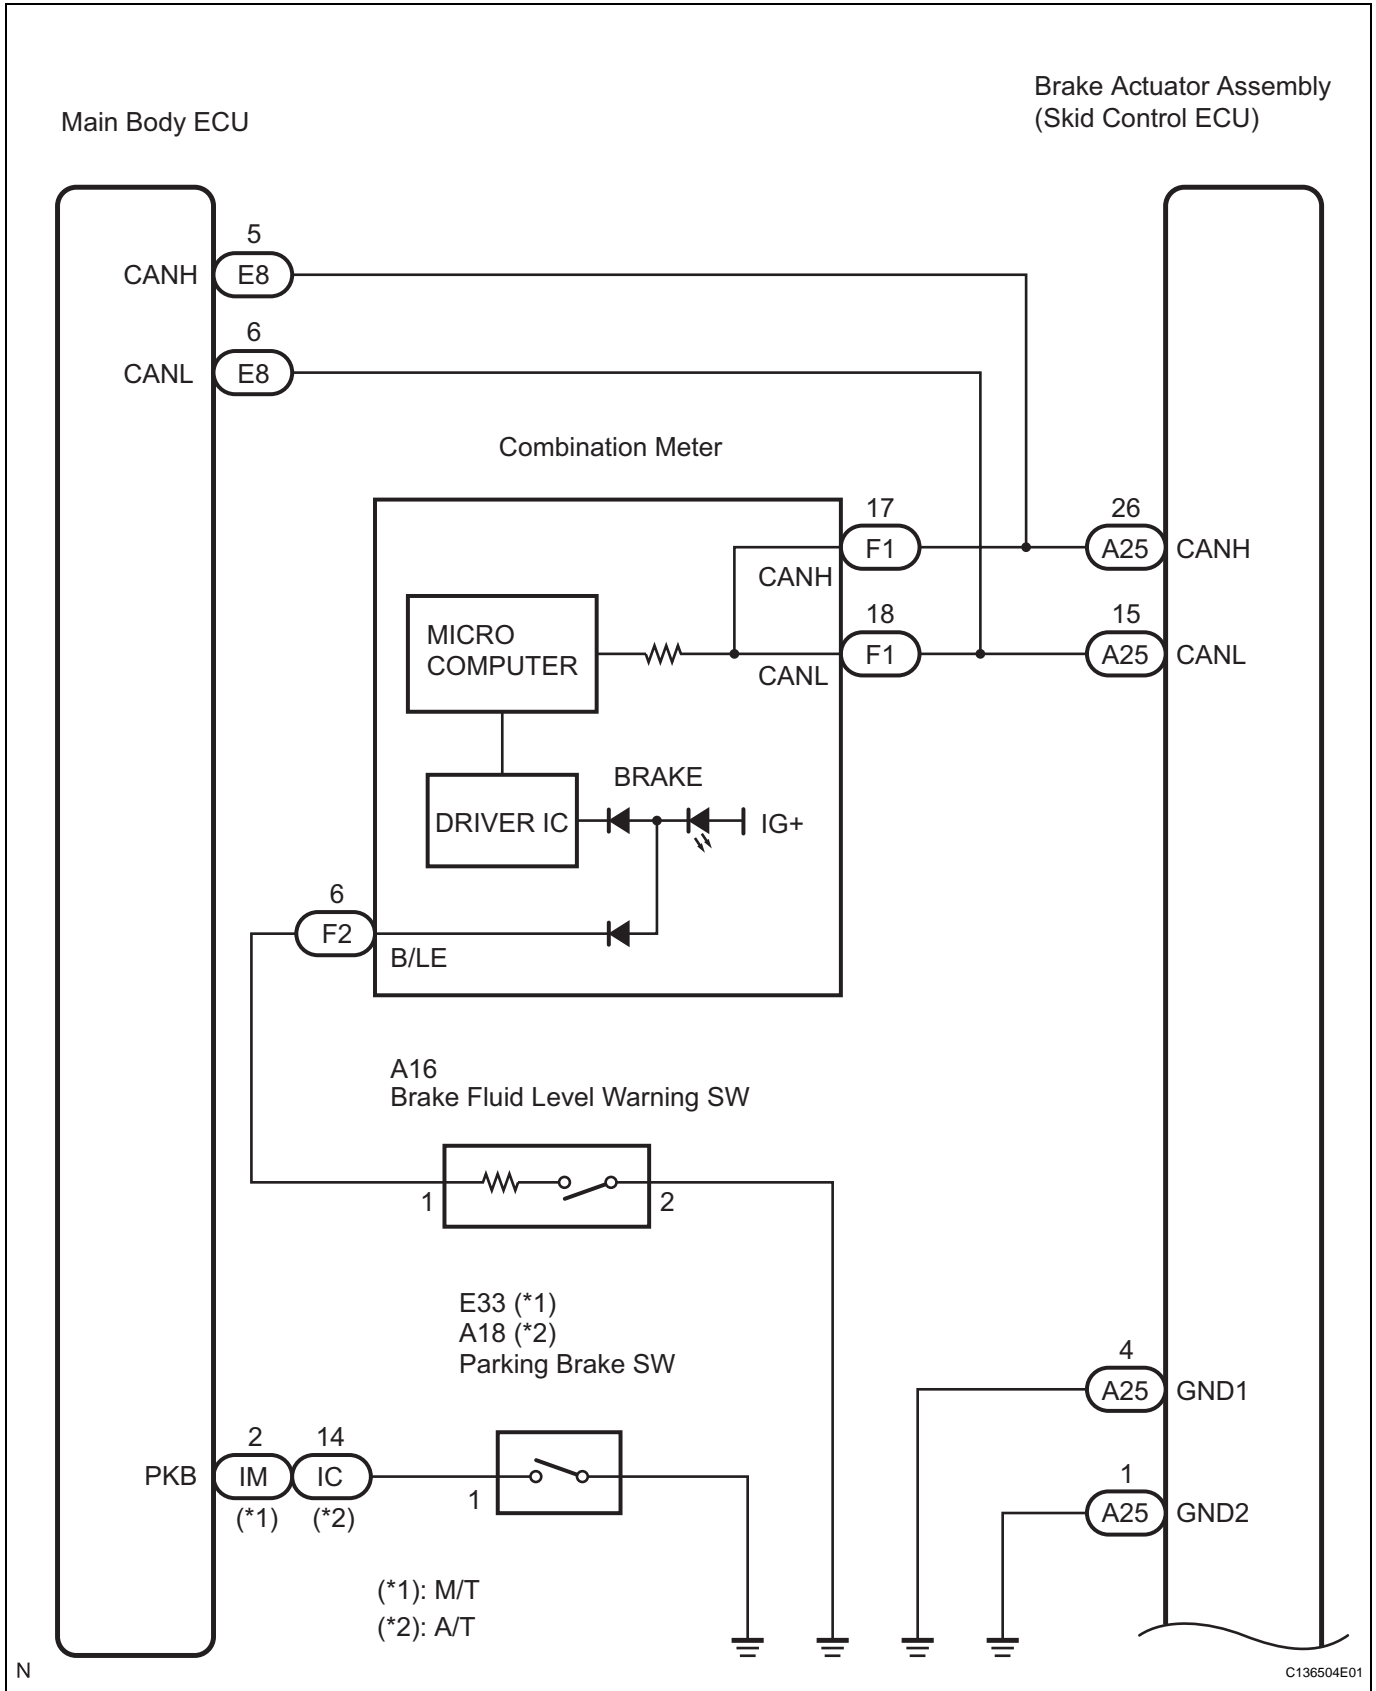 Brake Actuator Assembly
(Skid Control ECU)
Main Body ECU
5
CANH
E8
6
CANL
E8
Combination Meter
17
F1
CANH
26
A25
CANH
MICRO
COMPUTER
18
F1
CANL
15
A25
CANL
BRAKE
DRIVER IC
IG+
6
F2
B/LE
A16
Brake Fluid Level Warning SW
1
2
E33 (*1)
A18 (*2)
Parking Brake SW
4
A25
GND1
2
14
PKB
IM
IC
(*1)
(*2)
1
1
A25
GND2
(*1): M/T
(*2): A/T
N
C136504E01